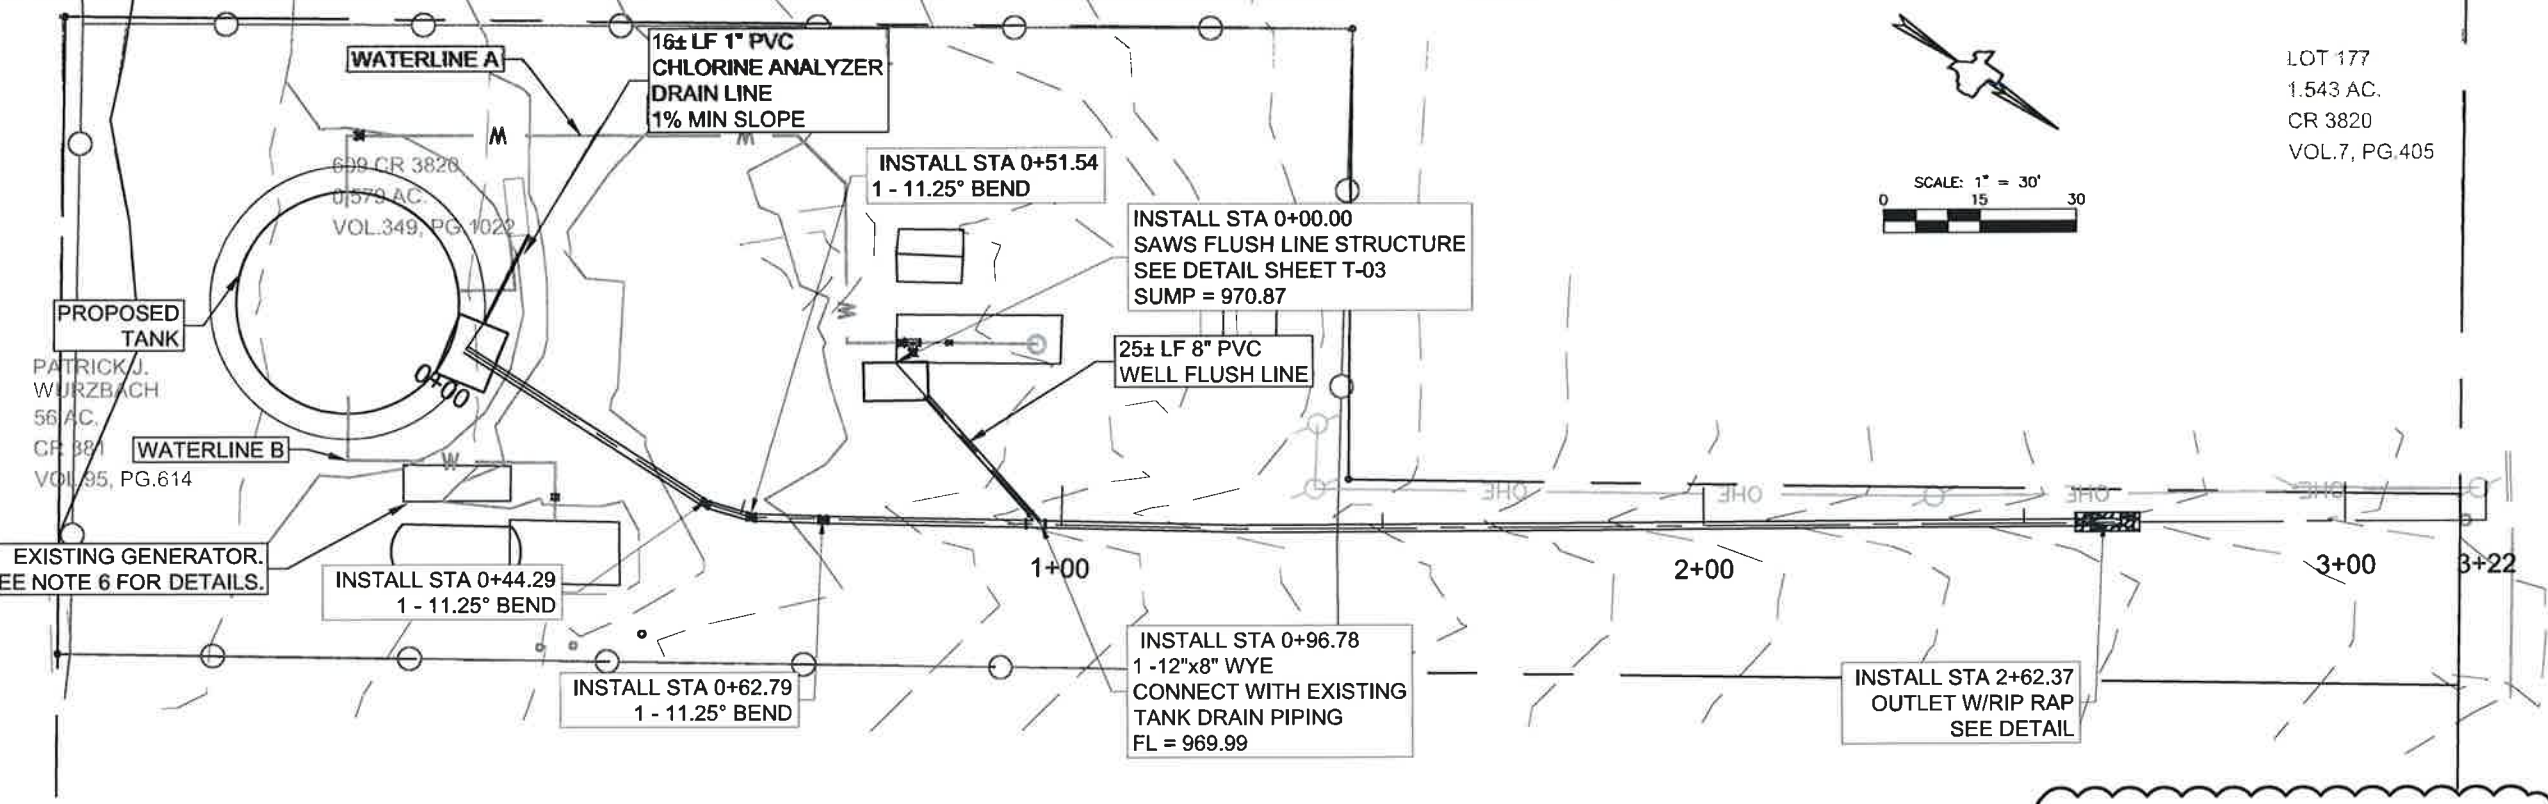 WATERLINE A
16± LF 1" PVC
CHLORINE ANALYZER
DRAIN LINE
1% MIN SLOPE
LOT 177
1.543 AC.
CR 3820
VOL.7, PG.405
W
W
609 CR 3820
0.579 AC.
VOL.349, PG.1022
INSTALL STA 0+51.54
1 - 11.25° BEND
SCALE: 1" = 30'
0 15 30
INSTALL STA 0+00.00
SAWS FLUSH LINE STRUCTURE
SEE DETAIL SHEET T-03
SUMP = 970.87
PROPOSED
TANK
W
25± LF 8" PVC
WELL FLUSH LINE
PATRICK J.
WURZBACH
56 AC.
CR 381
VOL.95, PG.614
0+00
WATERLINE B
W
OHE
OHE
OHE
OHE
EXISTING GENERATOR.
EE NOTE 6 FOR DETAILS.
INSTALL STA 0+44.29
1 - 11.25° BEND
1+00
2+00
3+00
3+22
INSTALL STA 0+62.79
1 - 11.25° BEND
INSTALL STA 0+96.78
1 -12"x8" WYE
CONNECT WITH EXISTING
TANK DRAIN PIPING
FL = 969.99
INSTALL STA 2+62.37
OUTLET W/RIP RAP
SEE DETAIL